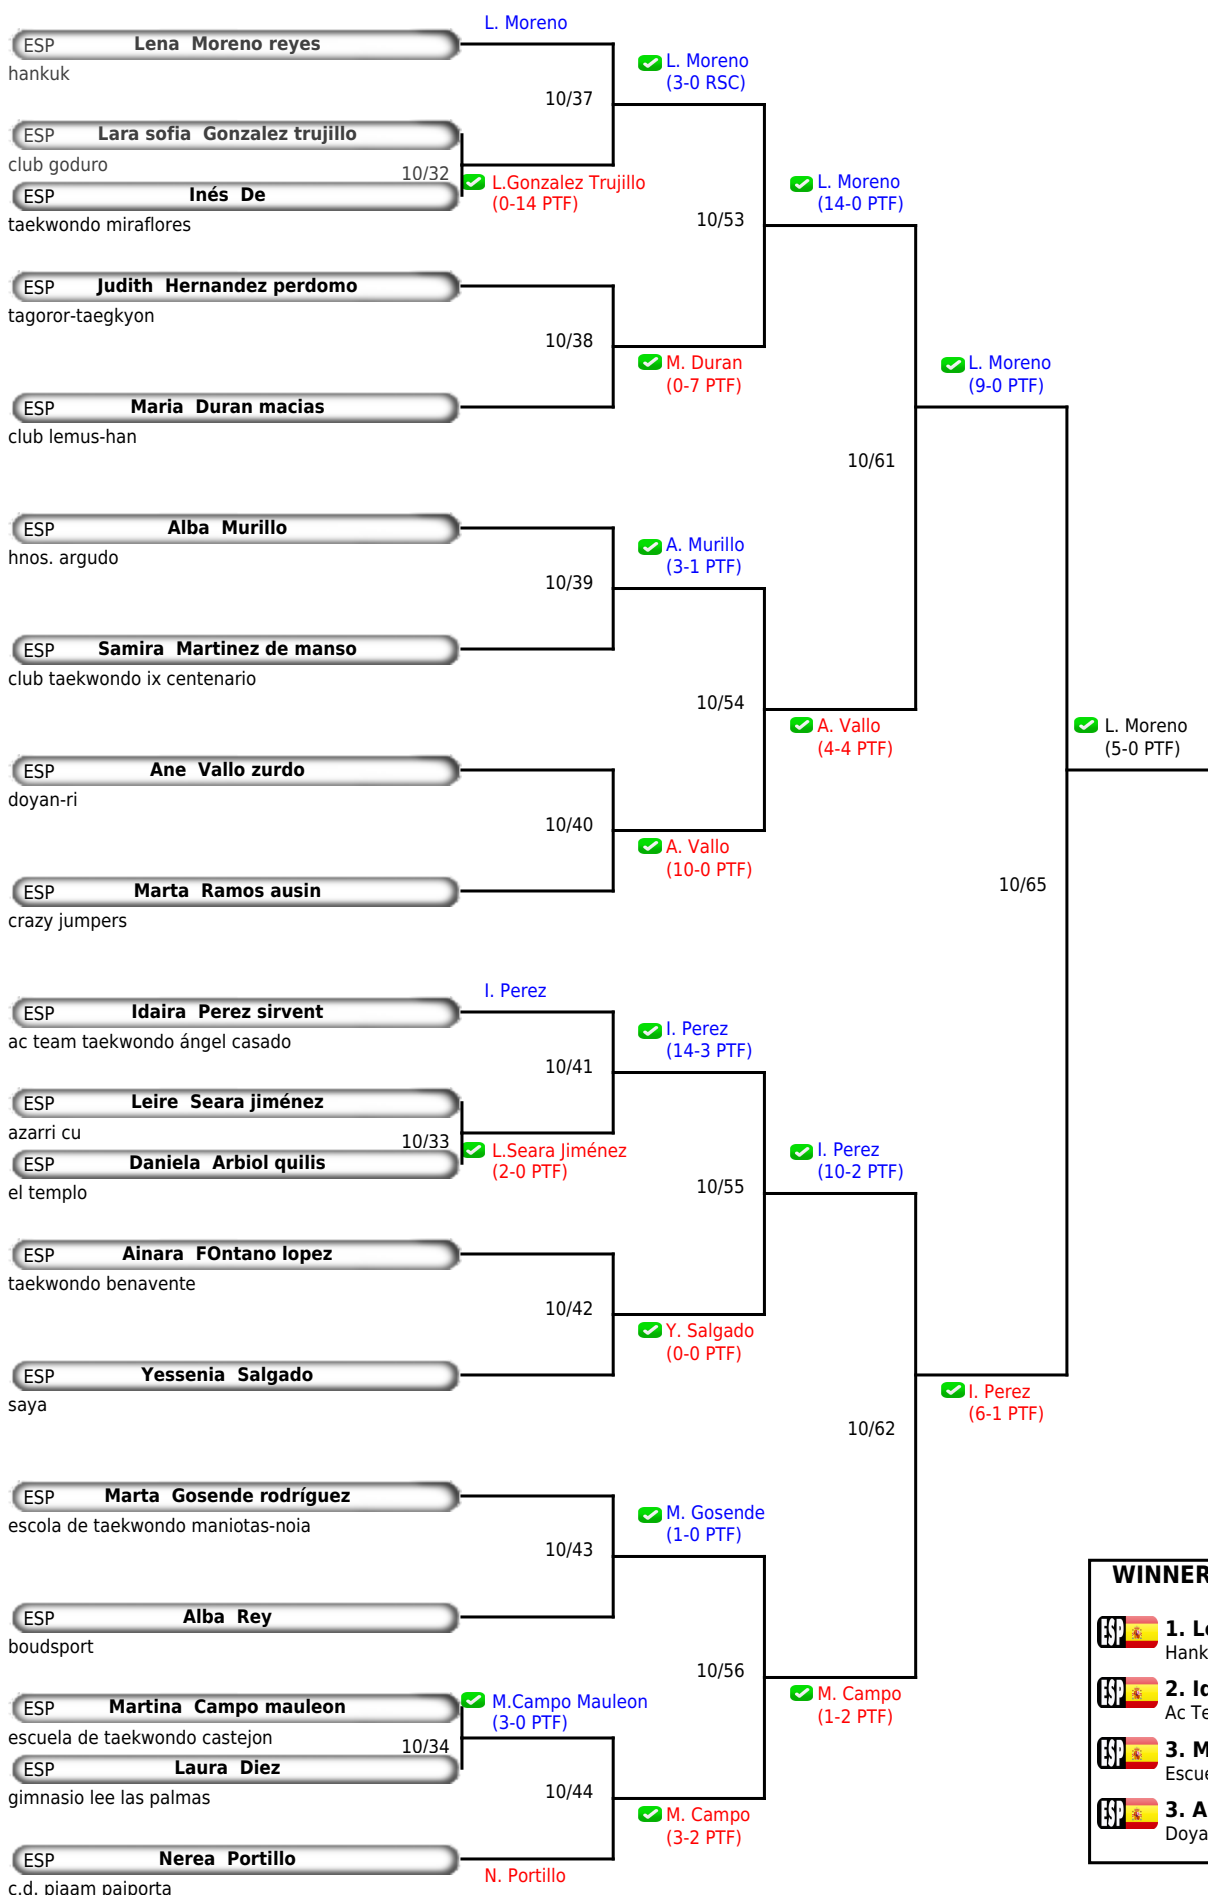 L. Moreno
ESP Lena Moreno reyes
hankuk
L. Moreno
(3-0 RSC)
10/37
ESP Lara sofia Gonzalez trujillo
club goduro
10/32
L.Gonzalez Trujillo
(0-14 PTF)
ESP Inés De
taekwondo miraflores
L. Moreno
(14-0 PTF)
10/53
ESP Judith Hernandez perdomo
tagoror-taegkyon
10/38
M. Duran
(0-7 PTF)
L. Moreno
(9-0 PTF)
ESP Maria Duran macias
club lemus-han
10/61
ESP Alba Murillo
hnos. argudo
A. Murillo
(3-1 PTF)
10/39
ESP Samira Martinez de manso
club taekwondo ix centenario
10/54
A. Vallo
(4-4 PTF)
L. Moreno
(5-0 PTF)
ESP Ane Vallo zurdo
doyan-ri
10/40
A. Vallo
(10-0 PTF)
ESP Marta Ramos ausin
crazy jumpers
10/65
I. Perez
ESP Idaira Perez sirvent
ac team taekwondo ángel casado
I. Perez
(14-3 PTF)
10/41
ESP Leire Seara jiménez
azarri cu
10/33
L.Seara Jiménez
(2-0 PTF)
ESP Daniela Arbiol quilis
el templo
I. Perez
(10-2 PTF)
10/55
ESP Ainara FOntano lopez
taekwondo benavente
10/42
Y. Salgado
(0-0 PTF)
ESP Yessenia Salgado
saya
I. Perez
(6-1 PTF)
10/62
ESP Marta Gosende rodríguez
escola de taekwondo maniotas-noia
M. Gosende
(1-0 PTF)
10/43
ESP Alba Rey
boudsport
10/56
M. Campo
(1-2 PTF)
ESP Martina Campo mauleon
escuela de taekwondo castejon
M.Campo Mauleon
(3-0 PTF)
10/34
ESP Laura Diez
gimnasio lee las palmas
10/44
M. Campo
(3-2 PTF)
ESP Nerea Portillo
c.d. piaam paiporta
N. Portillo
WINNER
ESP 1. Le
Hank
ESP 2. Id
Ac Te
ESP 3. M
Escue
ESP 3. A
Doya